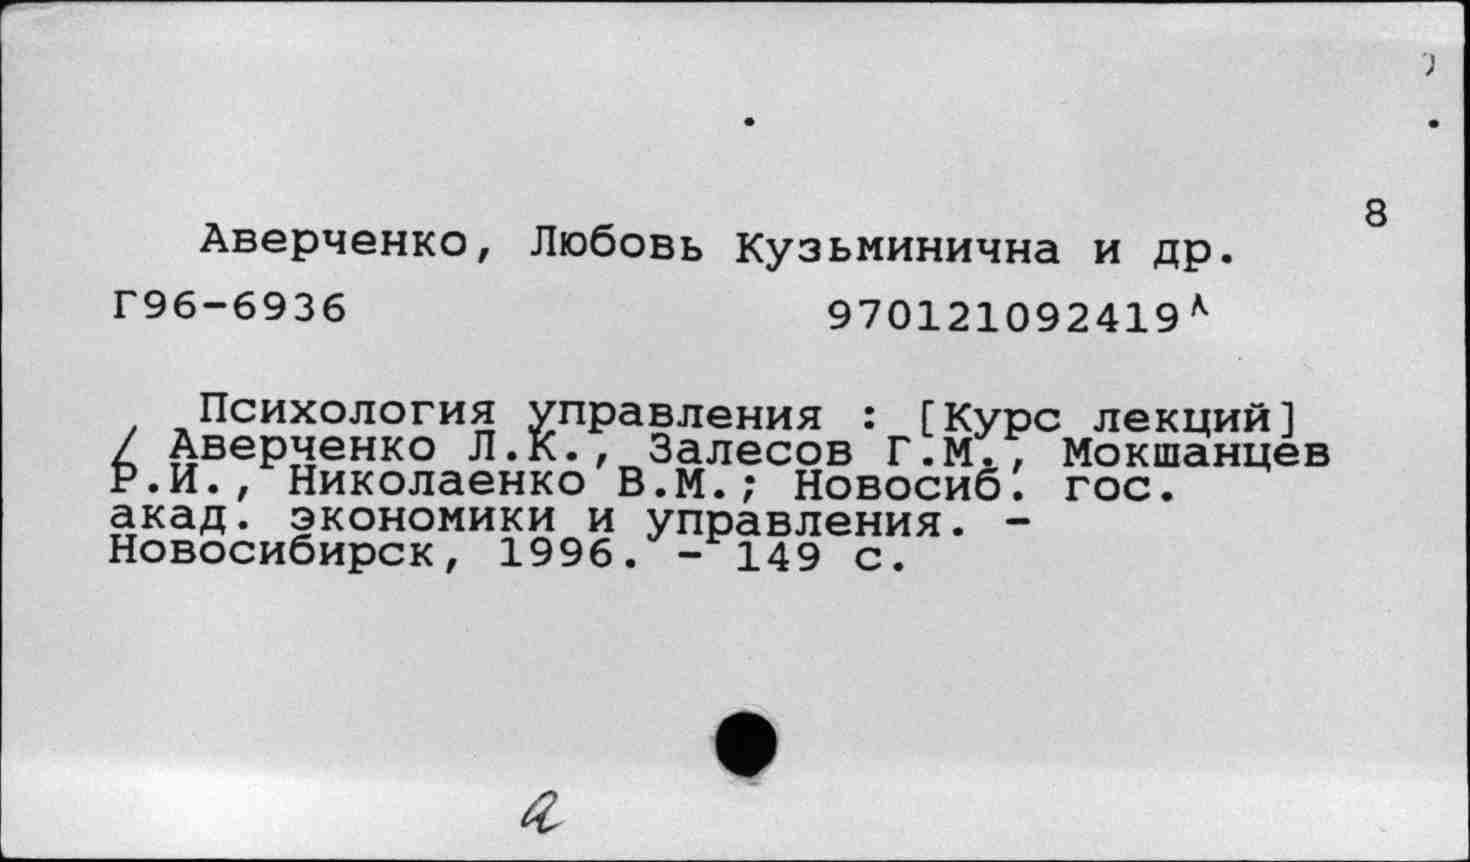 8
Аверченко, Любовь Кузьминична и др.
Г96-6936 970121092419
Психология управления : [Курс лекций]
/ Аверченко Л.К., Залесов Г.М., Мокшанцев
Р.И., Николаенко В.М.; Новосиб. гос.
акад. экономики и управления. -
Новосибирск, 1996. - 149 с.